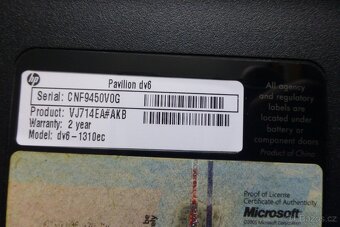 hp
Pavilion dv6
Serial: CNF9450V0G
Product: VJ714EA#AKB
Warranty: 2 year
Model: dv6-1310ec
All agency
and regulatory
labels are
located under
battery or
component doors
Product of China
Proof of License
Certificate of Authenticity
Microsoft